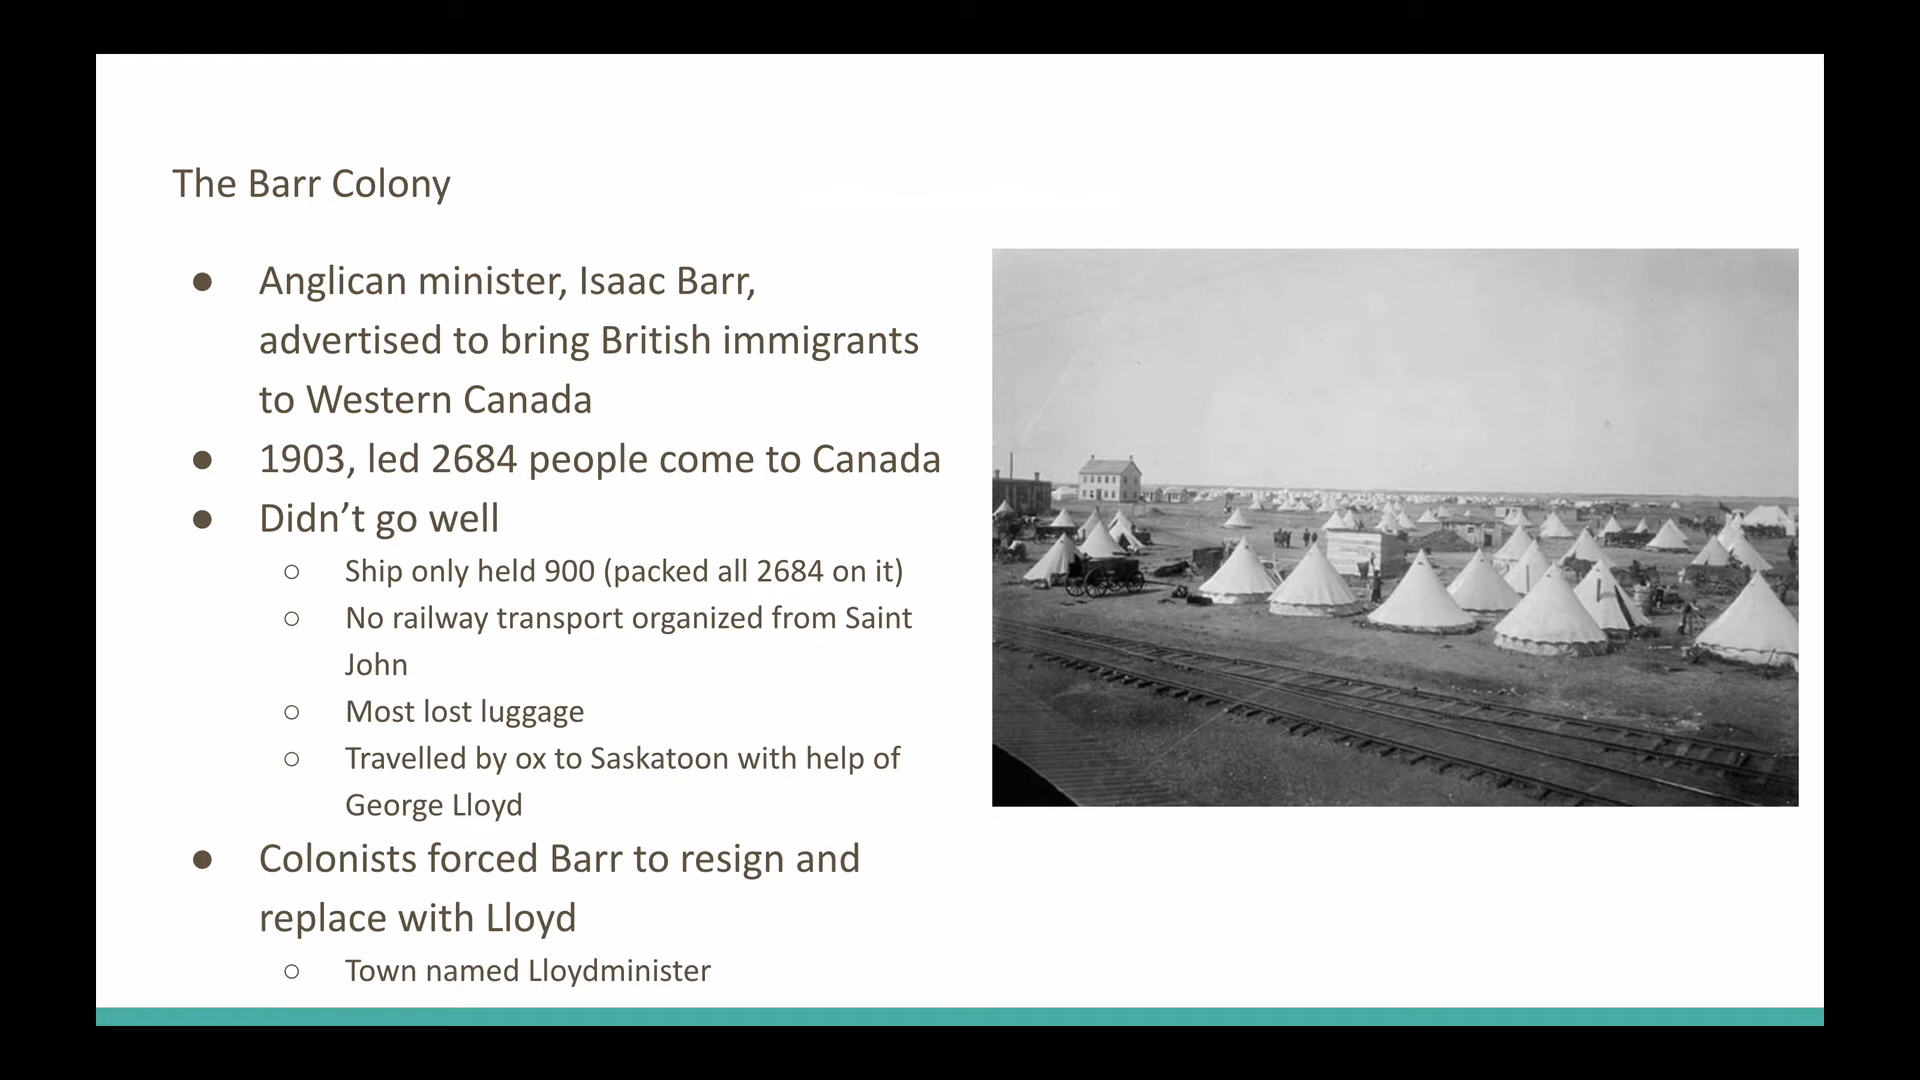 The Barr Colony
● Anglican minister, Isaac Barr,
advertised to bring British immigrants
to Western Canada
● 1903, led 2684 people come to Canada
● Didn’t go well
○ Ship only held 900 (packed all 2684 on it)
○ No railway transport organized from Saint
John
○ Most lost luggage
○ Travelled by ox to Saskatoon with help of
George Lloyd
● Colonists forced Barr to resign and
replace with Lloyd
○ Town named Lloydminister